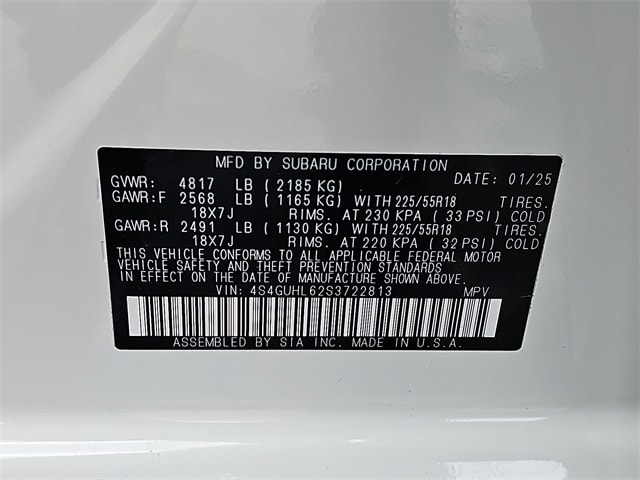 MFD BY SUBARU CORPORATION
GVWR: 4817 LB ( 2185 KG) DATE: 01/25
GAWR:F 2568 LB ( 1165 KG) WITH 225/55R18 TIRES.
18X7J RIMS. AT 230 KPA ( 33 PSI) COLD
GAWR:R 2491 LB ( 1130 KG) WITH 225/55R18 TIRES.
18X7J RIMS. AT 220 KPA ( 32 PSI) COLD
THIS VEHICLE CONFORMS TO ALL APPLICABLE FEDERAL MOTOR
VEHICLE SAFETY AND THEFT PREVENTION STANDARDS
IN EFFECT ON THE DATE OF MANUFACTURE SHOWN ABOVE.
VIN: 4S4GUHL62S3722813 MPV
ASSEMBLED BY SIA INC. MADE IN U.S.A.